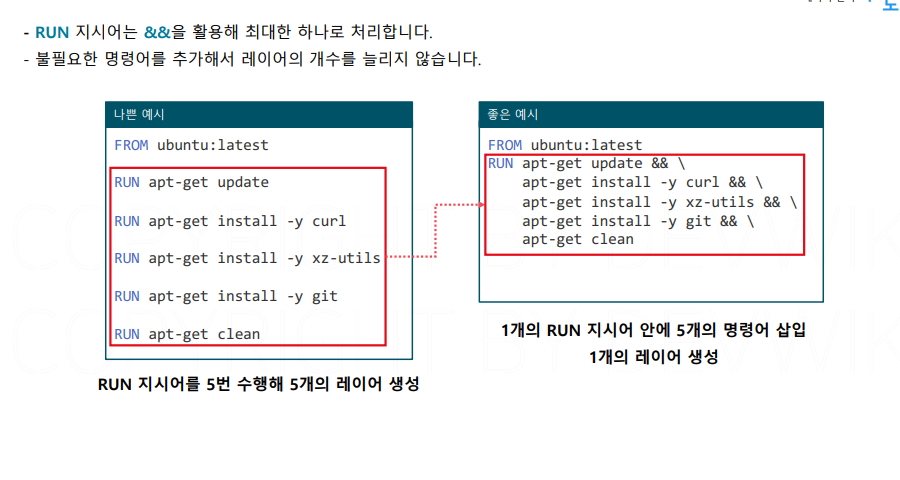 - RUN 지시어는 &&을 활용해 최대한 하나로 처리합니다.
- 불필요한 명령어를 추가해서 레이어의 개수를 늘리지 않습니다.
나쁜 예시
FROM ubuntu:latest
RUN apt-get update
RUN apt-get install -y curl
RUN apt-get install -y xz-utils
RUN apt-get install -y git
RUN apt-get clean
RUN 지시어를 5번 수행해 5개의 레이어 생성
좋은 예시
FROM ubuntu:latest
RUN apt-get update && \
apt-get install -y curl && \
apt-get install -y xz-utils && \
apt-get install -y git && \
apt-get clean
1개의 RUN 지시어 안에 5개의 명령어 삽입
1개의 레이어 생성